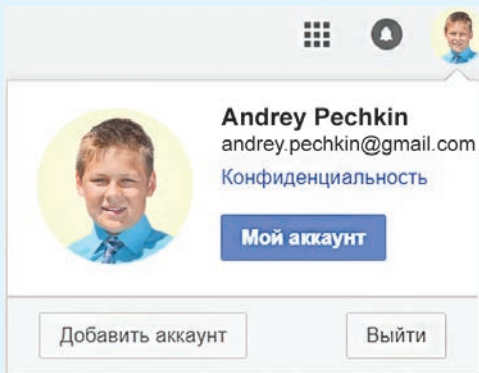 Andrey Pechkin
andrey.pechkin@gmail.com
Конфиденциальность
Мой аккаунт
Добавить аккаунт
Выйти